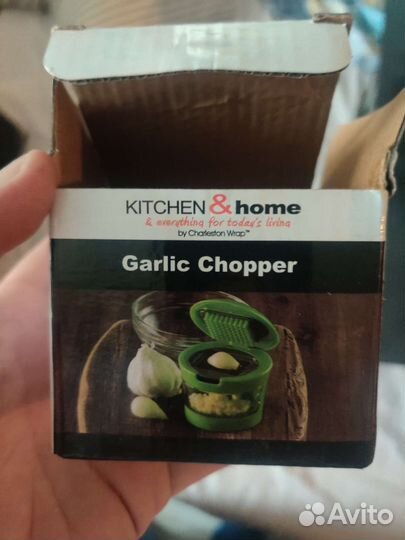 KITCHEN & home
& everything for today's living
by Charleston Wrap™
Garlic Chopper
Avito